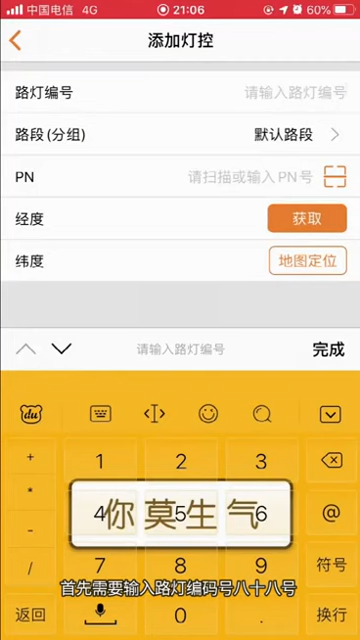 中国电信 4G 21:06 60%
添加灯控
路灯编号 请输入路灯编号
路段(分组) 默认路段
PN 请扫描或输入PN号
经度 获取
纬度 地图定位
请输入路灯编号 完成
du
+ 1 2 3
* - 4 5 6 @
你莫生气
/ 7 8 9 符号
首先需要输入路灯编码号八十八号
返回 0 . 换行